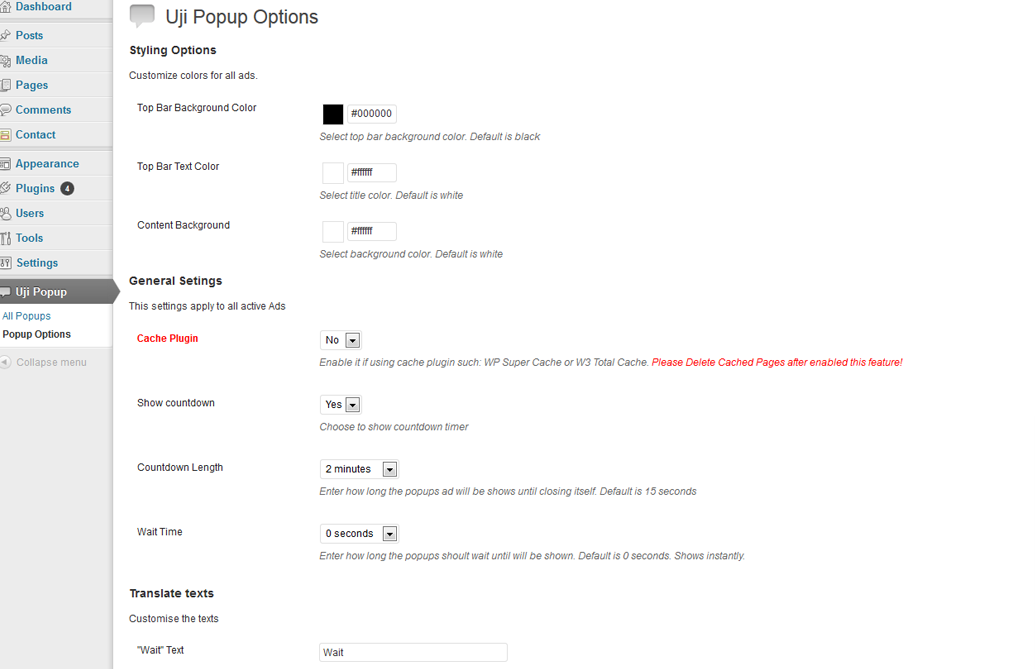 Dashboard
Posts
Media
Pages
Comments
Contact
Appearance
Plugins 4
Users
Tools
Settings
Uji Popup
All Popups
Popup Options
Collapse menu
Uji Popup Options
Styling Options
Customize colors for all ads.
Top Bar Background Color
#000000
Select top bar background color. Default is black
Top Bar Text Color
#ffffff
Select title color. Default is white
Content Background
#ffffff
Select background color. Default is white
General Setings
This settings apply to all active Ads
Cache Plugin
No
Enable it if using cache plugin such: WP Super Cache or W3 Total Cache. Please Delete Cached Pages after enabled this feature!
Show countdown
Yes
Choose to show countdown timer
Countdown Length
2 minutes
Enter how long the popups ad will be shows until closing itself. Default is 15 seconds
Wait Time
0 seconds
Enter how long the popups shoult wait until will be shown. Default is 0 seconds. Shows instantly.
Translate texts
Customise the texts
"Wait" Text
Wait